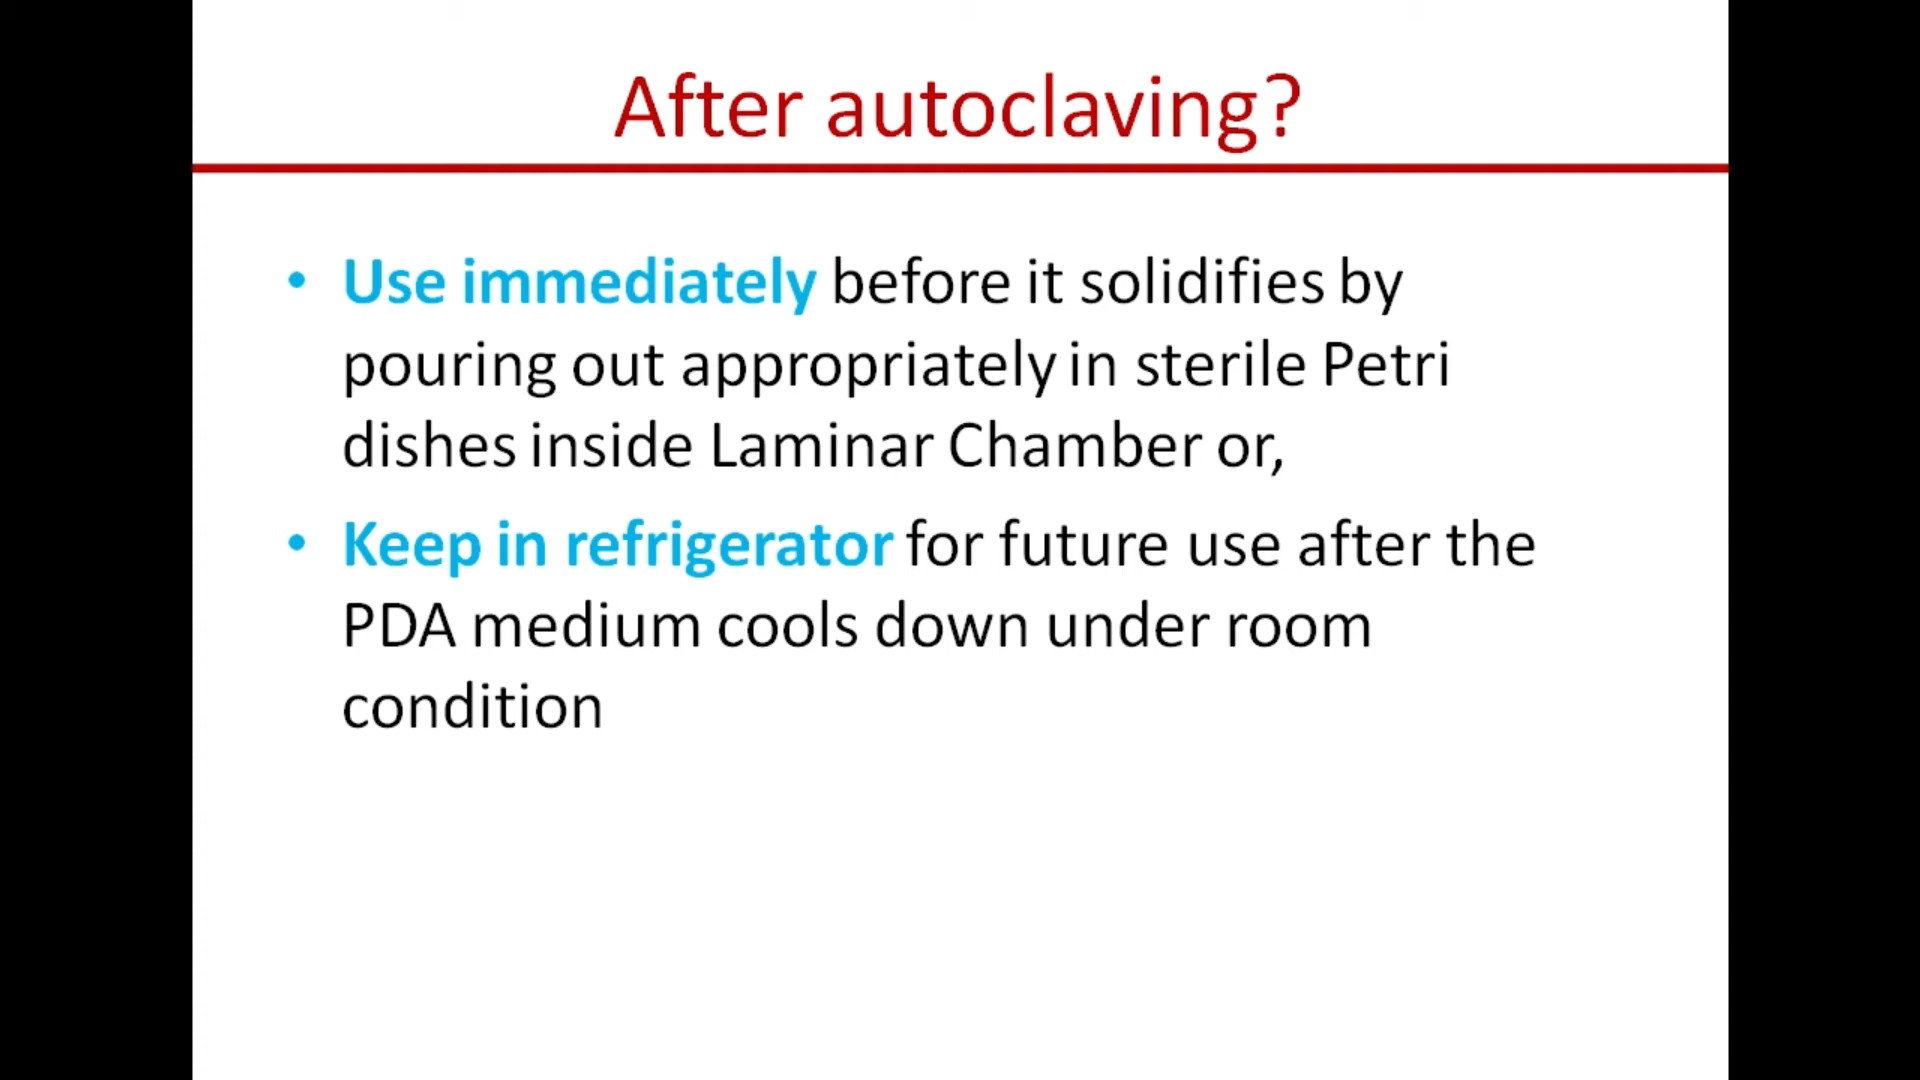 After autoclaving?
• Use immediately before it solidifies by
pouring out appropriately in sterile Petri
dishes inside Laminar Chamber or,
• Keep in refrigerator for future use after the
PDA medium cools down under room
condition